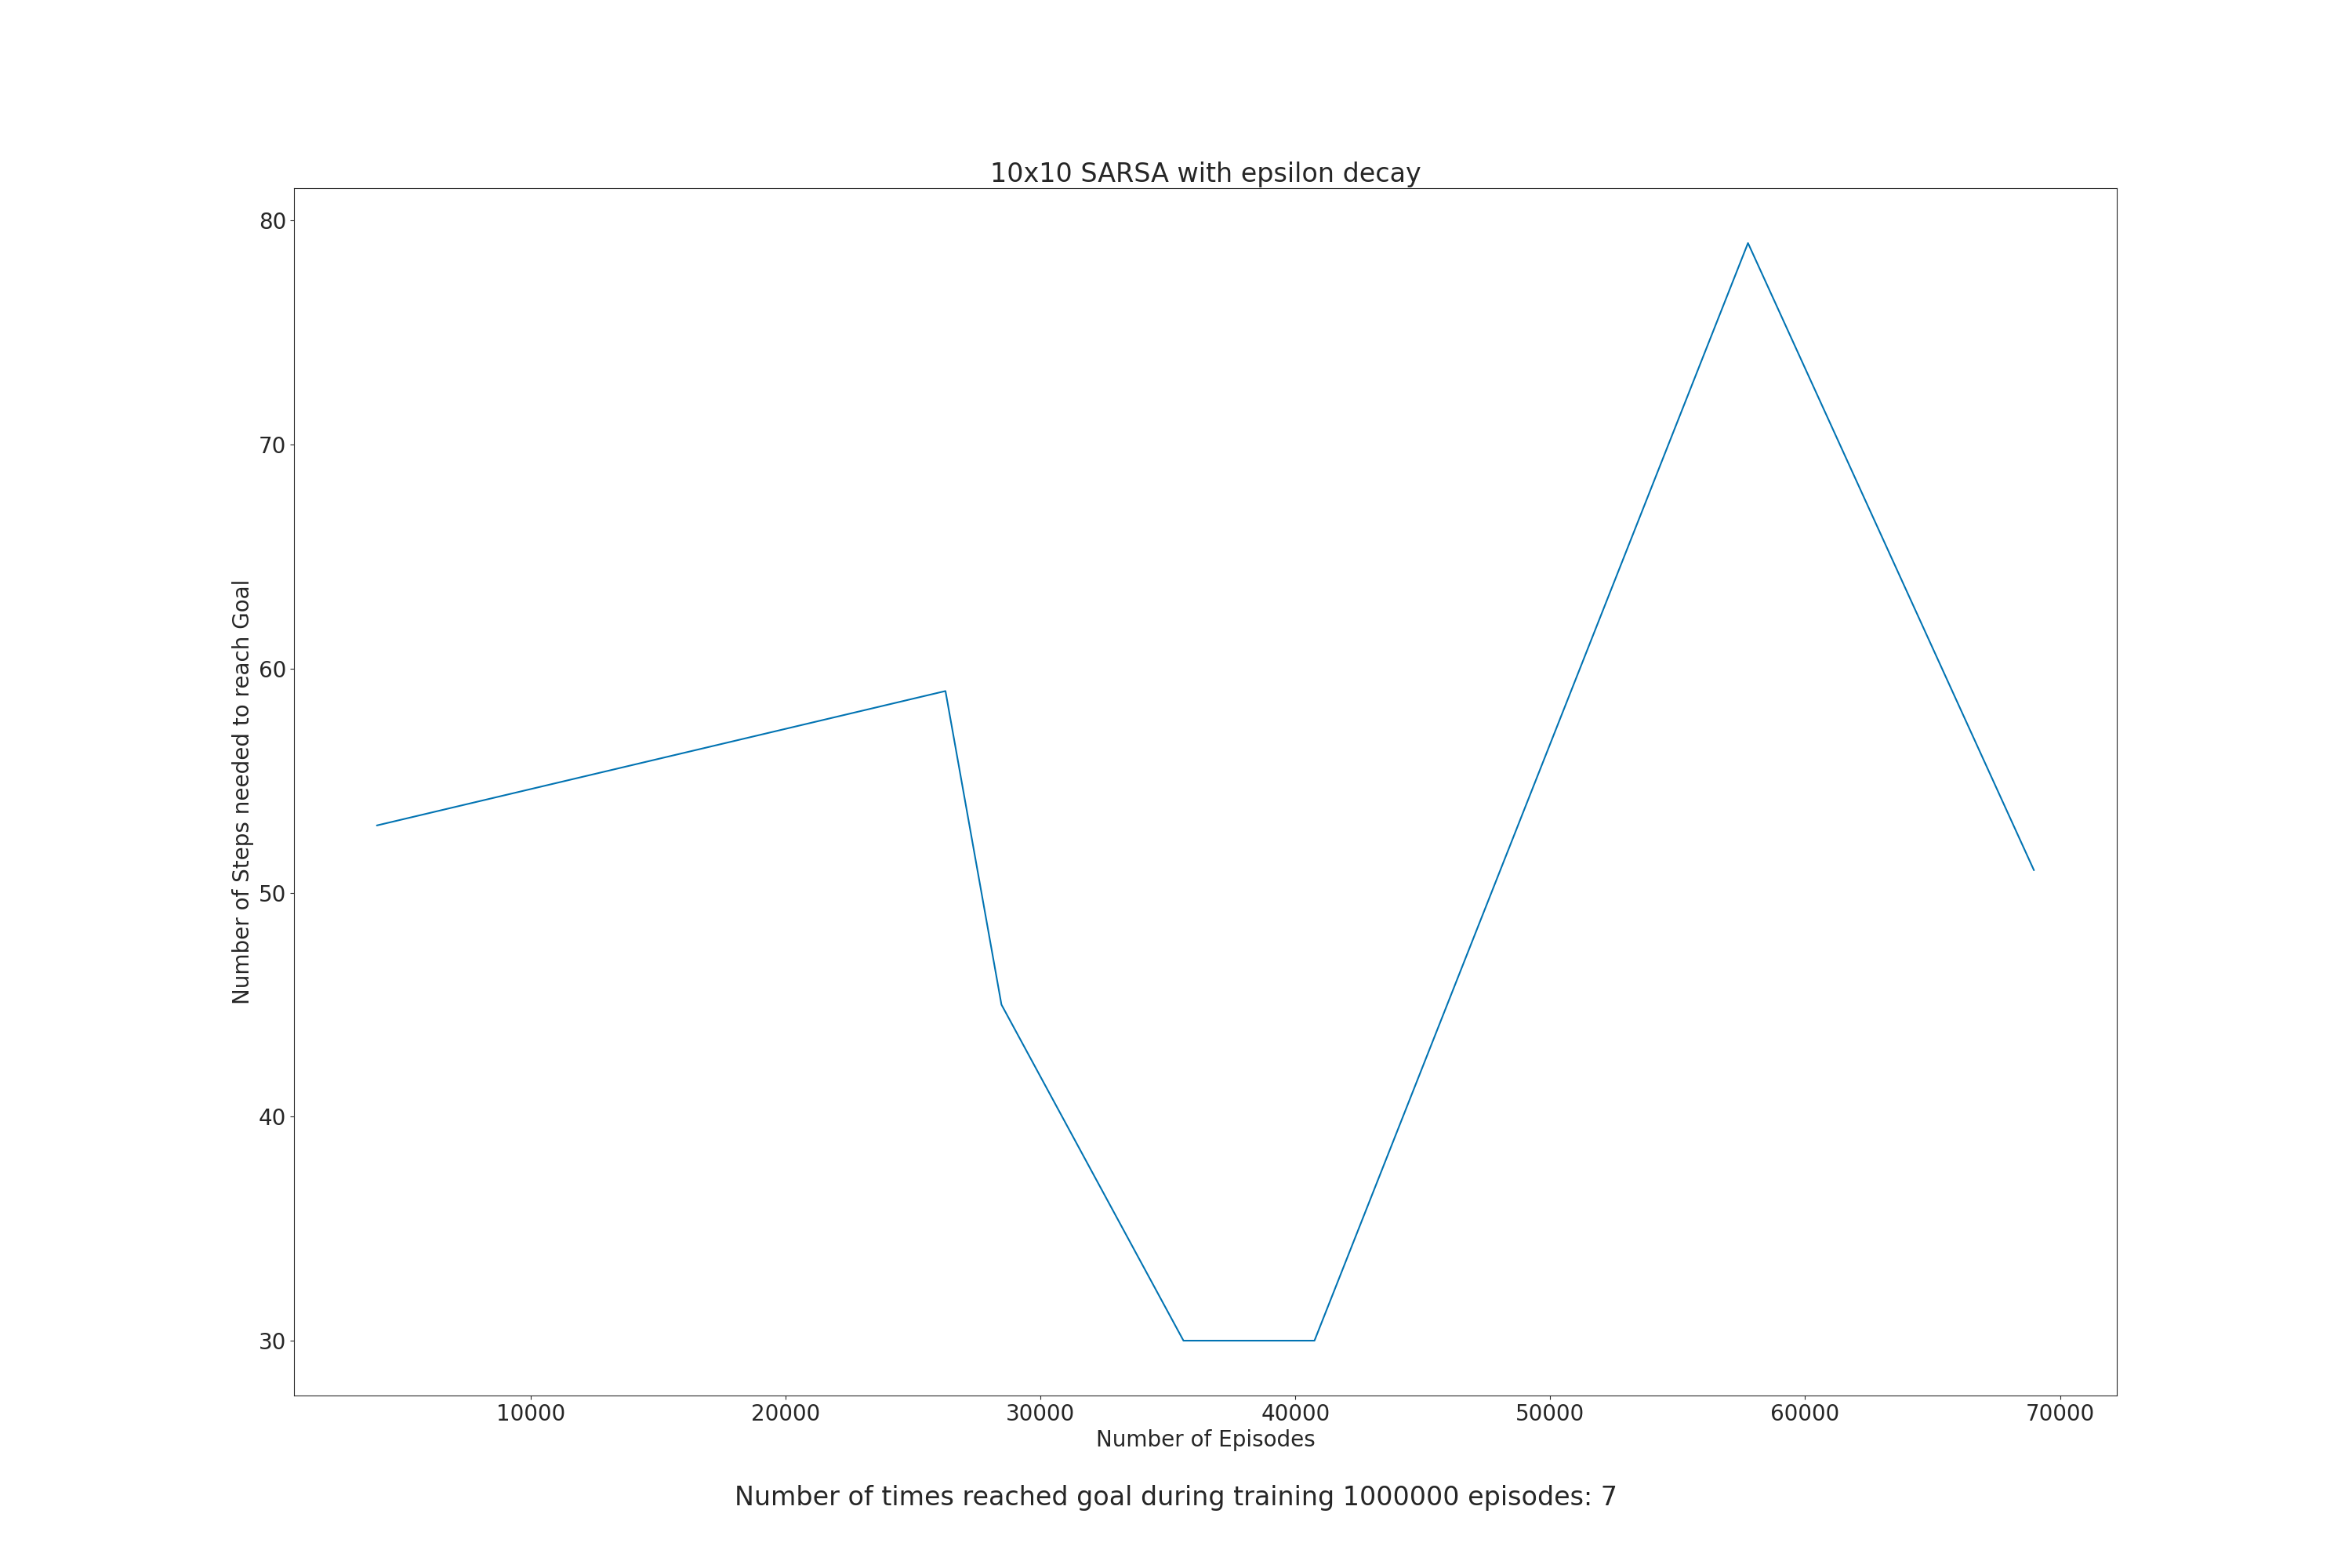 10x10 SARSA with epsilon decay
80
70
60
50
40
30
Number of Steps needed to reach Goal
10000 20000 30000 40000 50000 60000 70000
Number of Episodes
Number of times reached goal during training 1000000 episodes: 7